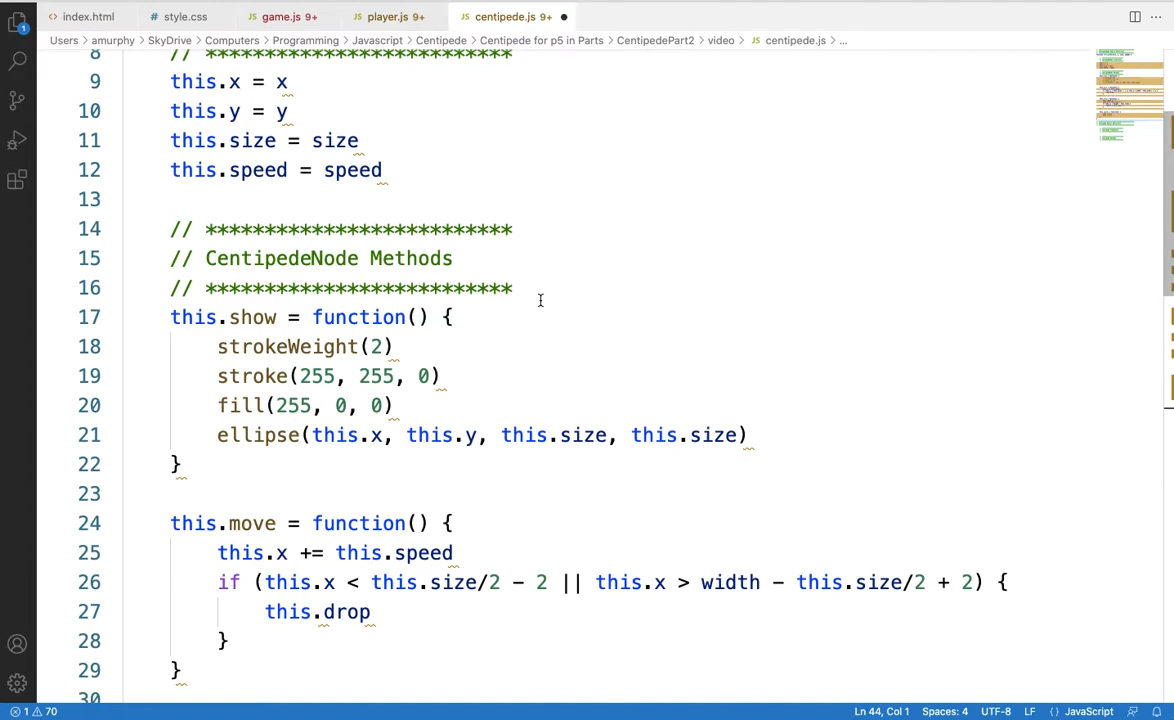 index.html
style.css
game.js 9+
player.js 9+
centipede.js 9+
Users > amurphy > SkyDrive > Computers > Programming > Javascript > Centipede > Centipede for p5 in Parts > CentipedePart2 > video > centipede.js > ...
8 // **************************
9 this.x = x
10 this.y = y
11 this.size = size
12 this.speed = speed
13
14 // **************************
15 // CentipedeNode Methods
16 // **************************
17 this.show = function() {
18 strokeWeight(2)
19 stroke(255, 255, 0)
20 fill(255, 0, 0)
21 ellipse(this.x, this.y, this.size, this.size)
22 }
23
24 this.move = function() {
25 this.x += this.speed
26 if (this.x < this.size/2 - 2 || this.x > width - this.size/2 + 2) {
27 this.drop
28 }
29 }
30
1 70 Ln 44, Col 1 Spaces: 4 UTF-8 LF {} JavaScript